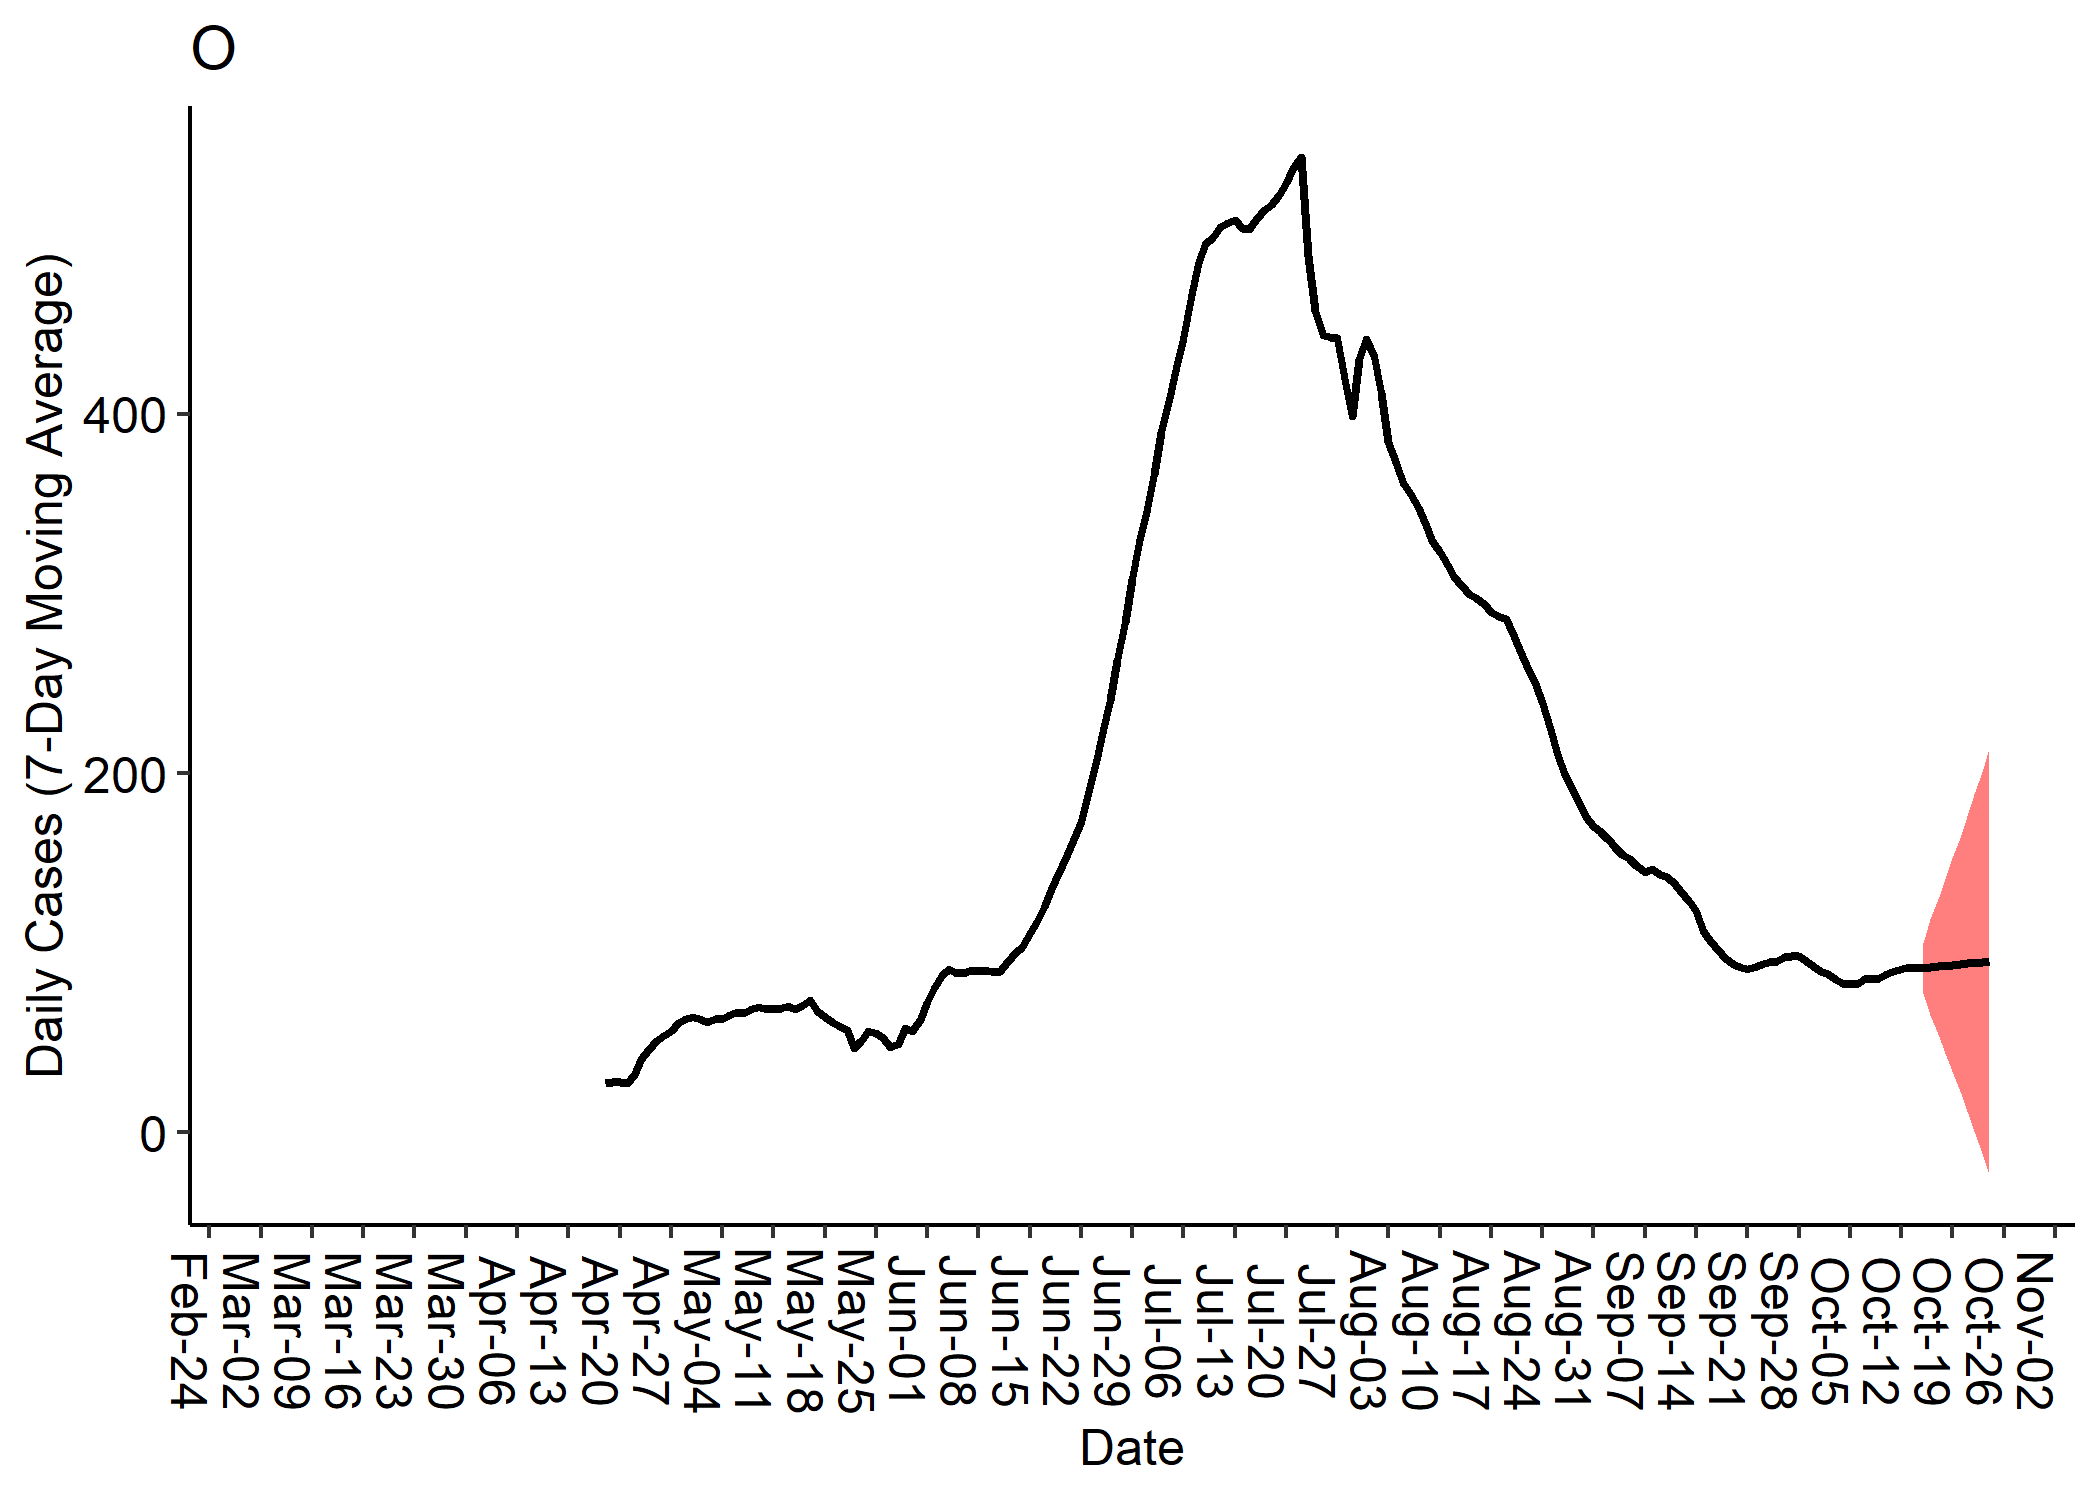 O
Daily Cases (7-Day Moving Average)
400
200
0
Feb-24
Mar-02
Mar-09
Mar-16
Mar-23
Mar-30
Apr-06
Apr-13
Apr-20
Apr-27
May-04
May-11
May-18
May-25
Jun-01
Jun-08
Jun-15
Jun-22
Jun-29
Jul-06
Jul-13
Jul-20
Jul-27
Aug-03
Aug-10
Aug-17
Aug-24
Aug-31
Sep-07
Sep-14
Sep-21
Sep-28
Oct-05
Oct-12
Oct-19
Oct-26
Nov-02
Date